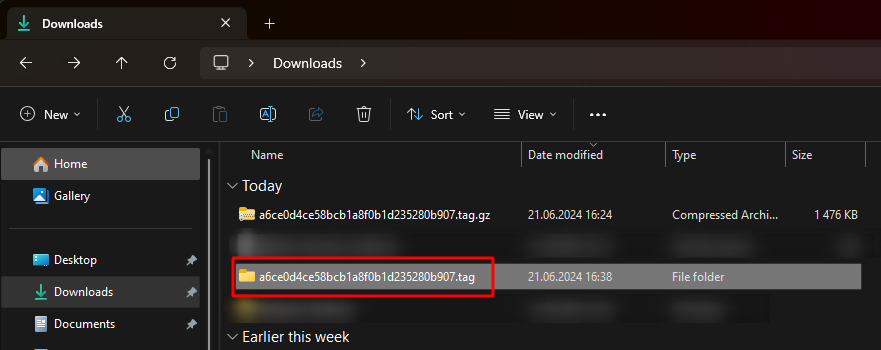 Downloads
Downloads
New
Sort
View
Name Date modified Type Size
Home
Gallery
Desktop
Downloads
Documents
Today
a6ce0d4ce58bcb1a8f0b1d235280b907.tag.gz 21.06.2024 16:24 Compressed Archi... 1 476 KB
a6ce0d4ce58bcb1a8f0b1d235280b907.tag 21.06.2024 16:38 File folder
Earlier this week